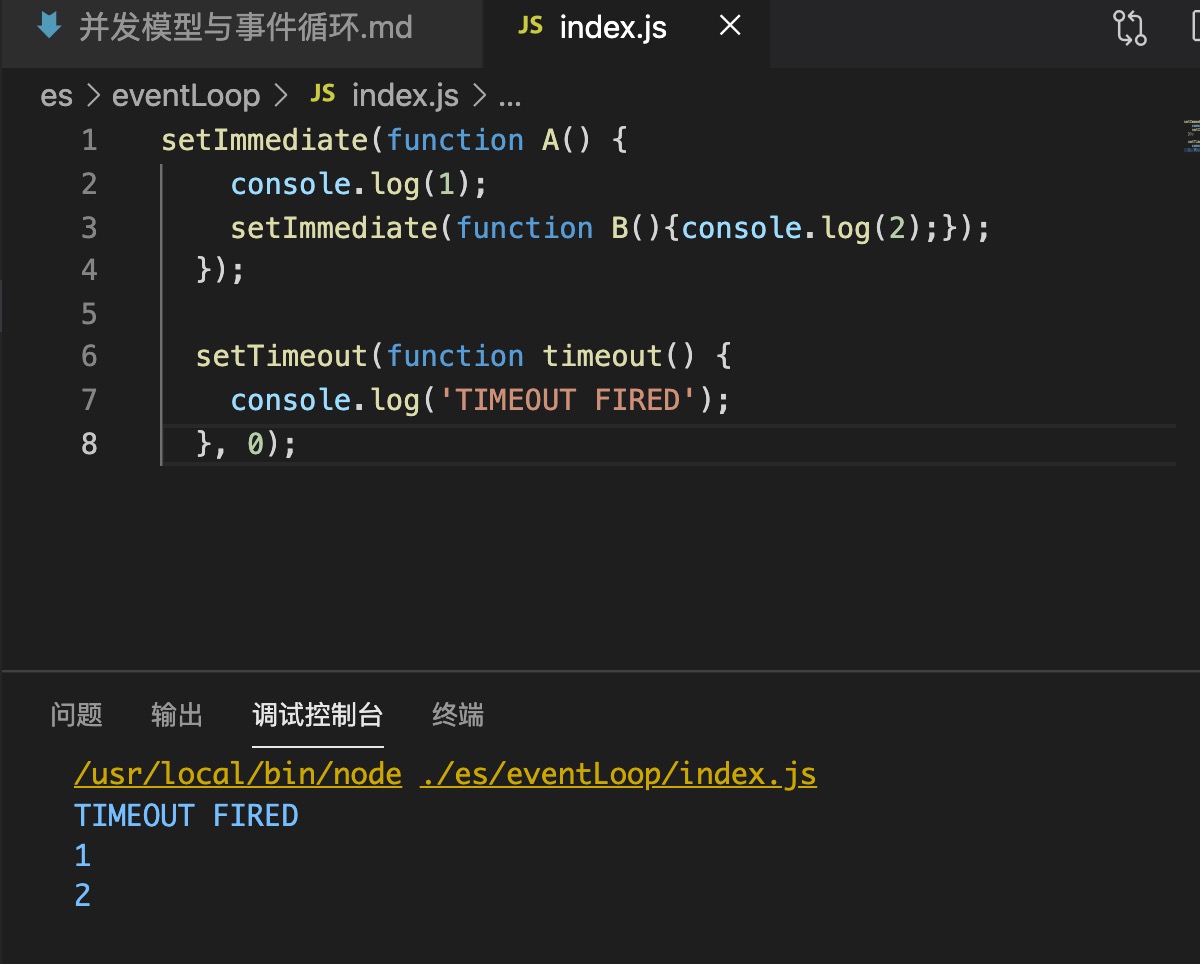 并发模型与事件循环.md JS index.js
es > eventLoop > JS index.js > ...
1 setImmediate(function A() {
2 console.log(1);
3 setImmediate(function B(){console.log(2);});
4 });
5
6 setTimeout(function timeout() {
7 console.log('TIMEOUT FIRED');
8 }, 0);
问题 输出 调试控制台 终端
/usr/local/bin/node ./es/eventLoop/index.js
TIMEOUT FIRED
1
2